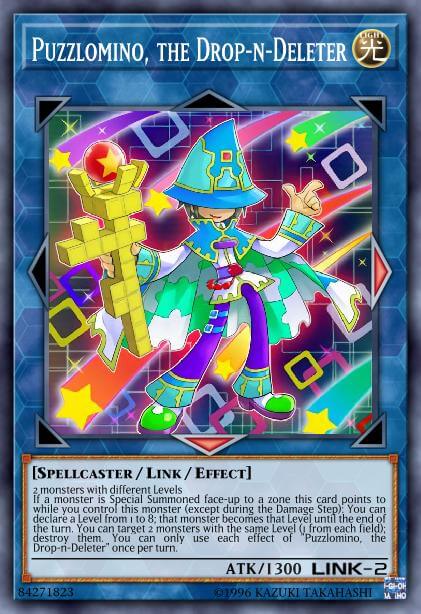 Puzzlomino, the Drop-n-Deleter
LIGHT
光
[Spellcaster / Link / Effect]
2 monsters with different Levels
If a monster is Special Summoned face-up to a zone this card points to
while you control this monster (except during the Damage Step): You can
declare a Level from 1 to 8; that monster becomes that Level until the end
of the turn. You can target 2 monsters with the same Level (1 from each field);
destroy them. You can only use each effect of "Puzzlomino, the
Drop-n-Deleter" once per turn.
ATK/1300 LINK-2
84271823 ©1996 KAZUKI TAKAHASHI